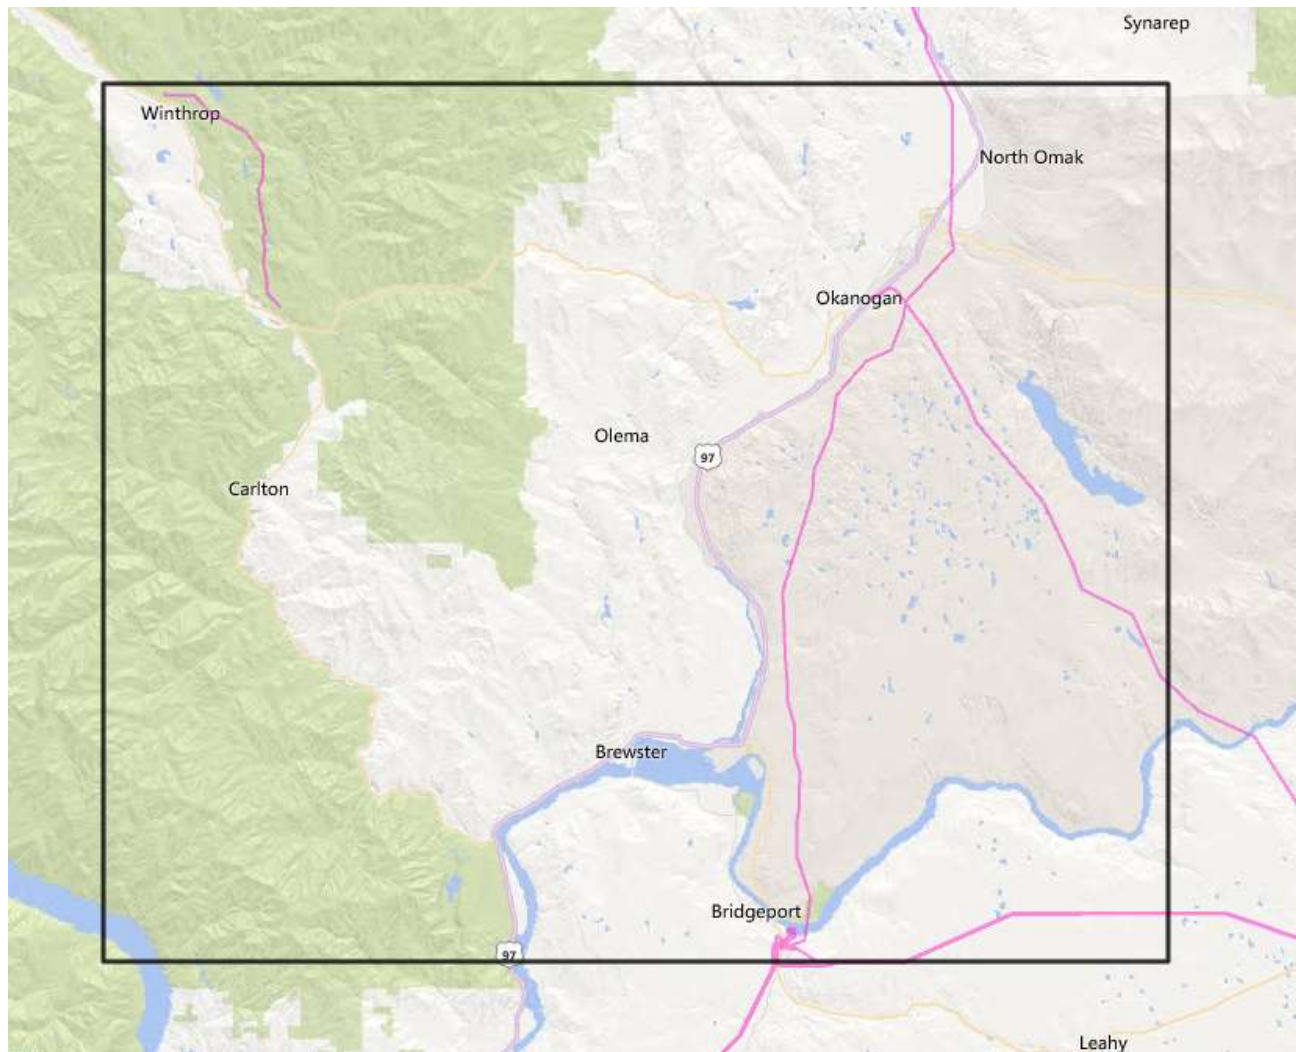 Synarep
Winthrop
North Omak
Okanogan
Olema
97
Carlton
Brewster
Bridgeport
97
Leahy